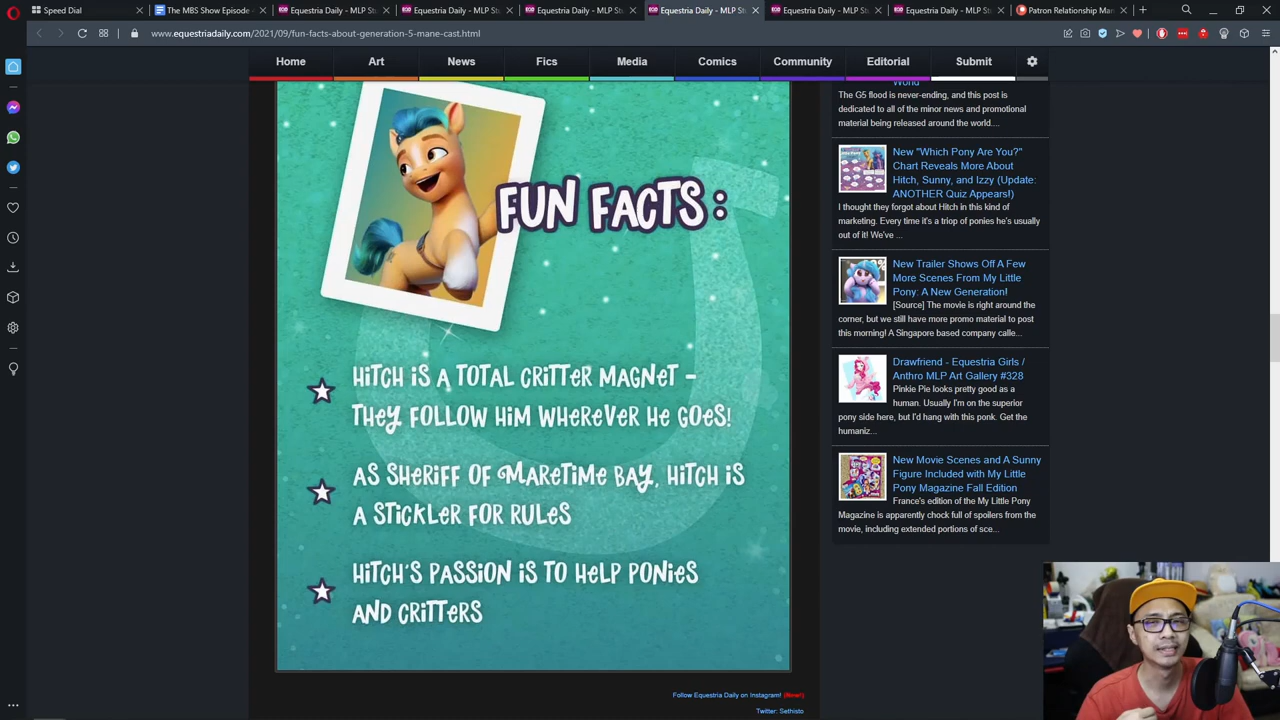 Speed Dial
The MBS Episode
Equestria Daily - MLP St
Equestria Daily - MLP St
Equestria Daily - MLP St
Equestria Daily - MLP St
Equestria Daily - MLP St
Equestria Daily - MLP St
Patron Relationship Man
www.equestriadaily.com/2021/09/fun-facts-about-generation-5-mane-cast.html
Home
Art
News
Fics
Media
Comics
Community
Editorial
Submit
FUN FACTS :
HITCH IS A TOTAL CRITTER MAGNET -
THEY FOLLOW HIM WHEREVER HE GOES!
AS SHERIFF OF MARETIME BAY, HITCH IS
A STICKLER FOR RULES
HITCH'S PASSION IS TO HELP PONIES
AND CRITTERS
World
The G5 flood is never-ending, and this post is
dedicated to all of the minor news and promotional
material being released around the world....
New "Which Pony Are You?"
Chart Reveals More About
Hitch, Sunny, and Izzy (Update:
ANOTHER Quiz Appears!)
I thought they forgot about Hitch in this kind of
marketing. Every time it's a triop of ponies he's usually
out of it! We've ...
New Trailer Shows Off A Few
More Scenes From My Little
Pony: A New Generation!
[Source] The movie is right around the
corner, but we still have more promo material to post
this morning! A Singapore based company calle...
Drawfriend - Equestria Girls /
Anthro MLP Art Gallery #328
Pinkie Pie looks pretty good as a
human. Usually I'm on the superior
pony side here, but I'd hang with this ponk. Get the
humaniz...
New Movie Scenes and A Sunny
Figure Included with My Little
Pony Magazine Fall Edition
France's edition of the My Little Pony
Magazine is apparently chock full of spoilers from the
movie, including extended portions of sce...
Follow Equestria Daily on Instagram! (New!)
Twitter: Sethisto